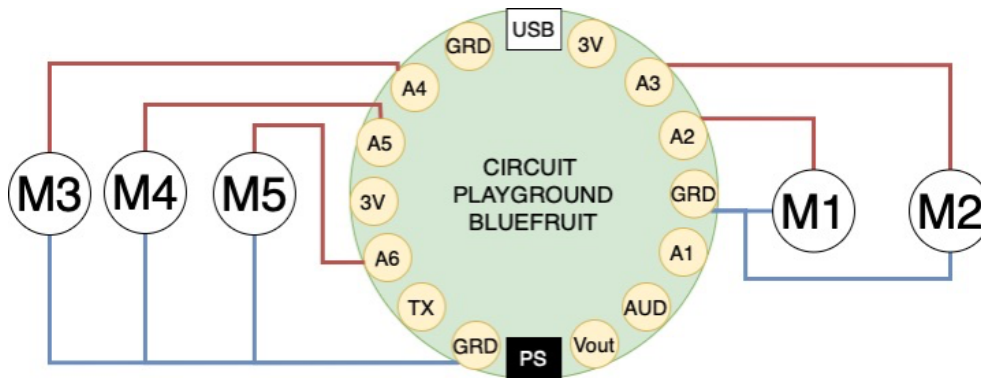 USB
GRD
3V
A4
A3
A5
A2
M3
M4
M5
3V
CIRCUIT
PLAYGROUND
BLUEFRUIT
GRD
M1
M2
A6
A1
TX
AUD
GRD
PS
Vout